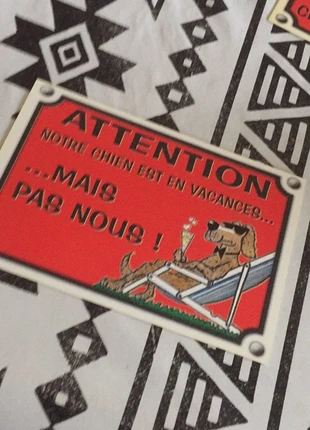 ATTENTION
NOTRE CHIEN EST EN VACANCES...
...MAIS
PAS NOUS !